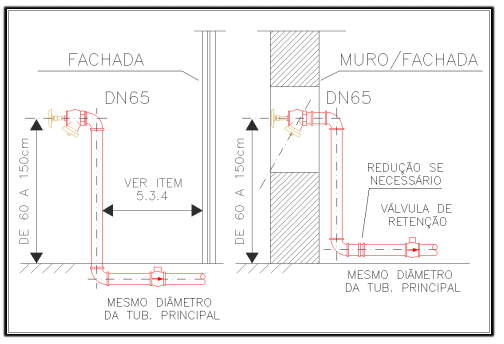 FACHADA
DN65
DE 60 A 150cm
VER ITEM
5.3.4
MESMO DIÂMETRO
DA TUB. PRINCIPAL
MURO/FACHADA
DN65
DE 60 A 150cm
REDUÇÃO SE
NECESSÁRIO
VÁLVULA DE
RETENÇÃO
MESMO DIÂMETRO
DA TUB. PRINCIPAL